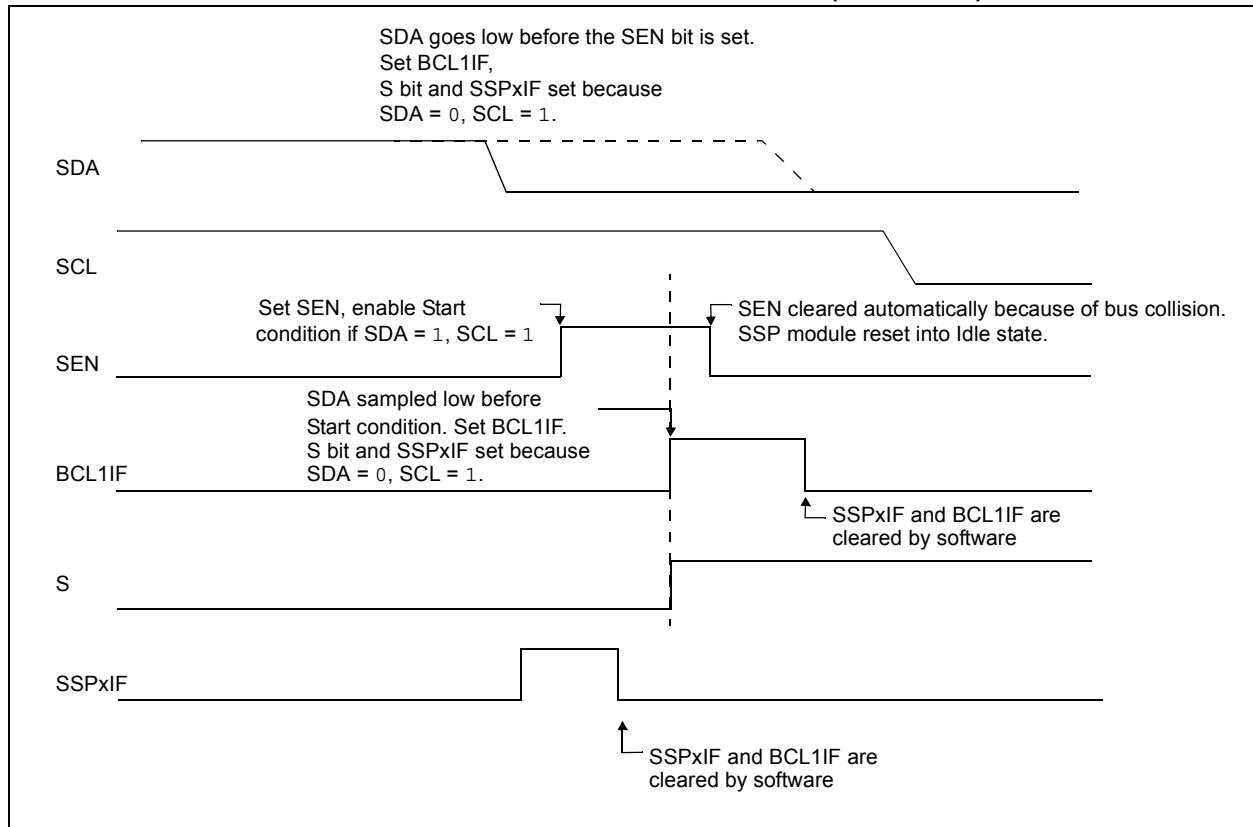 SDA goes low before the SEN bit is set.
Set BCL1IF,
S bit and SSPxIF set because
SDA = 0, SCL = 1.
SDA
SCL
Set SEN, enable Start
condition if SDA = 1, SCL = 1
SEN cleared automatically because of bus collision.
SSP module reset into Idle state.
SEN
SDA sampled low before
Start condition. Set BCL1IF.
S bit and SSPxIF set because
SDA = 0, SCL = 1.
BCL1IF
SSPxIF and BCL1IF are
cleared by software
S
SSPxIF
SSPxIF and BCL1IF are
cleared by software